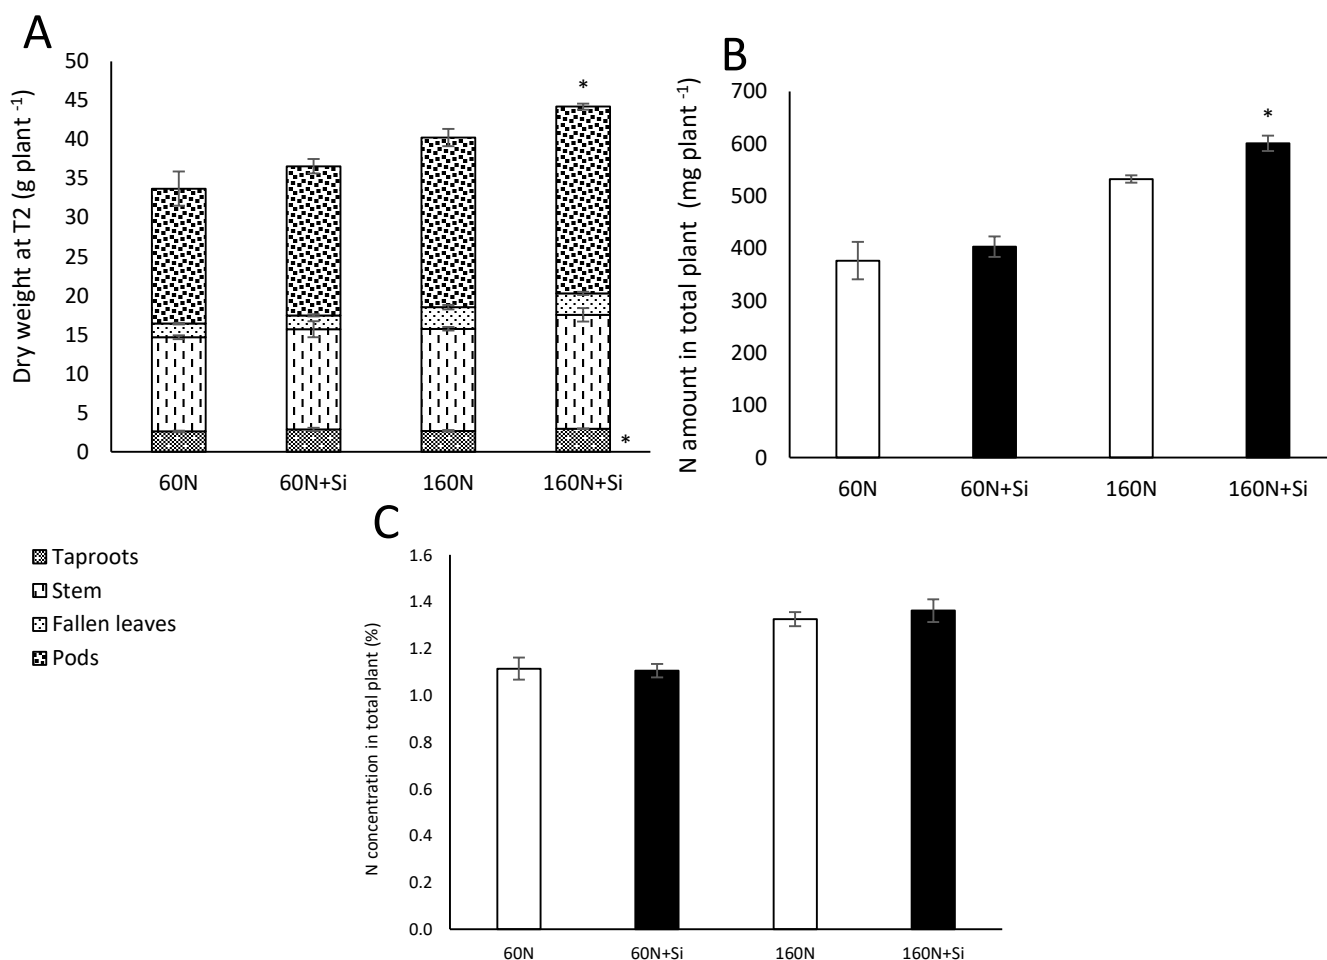 A
Dry weight at T2 (g plant -1)
50
45
40
35
30
25
20
15
10
5
0
*
*
60N 60N+Si 160N 160N+Si
B
N amount in total plant (mg plant -1)
700
600
500
400
300
200
100
0
*
60N 60N+Si 160N 160N+Si
Taproots
Stem
Fallen leaves
Pods
C
N concentration in total plant (%)
1.6
1.4
1.2
1.0
0.8
0.6
0.4
0.2
0.0
60N 60N+Si 160N 160N+Si